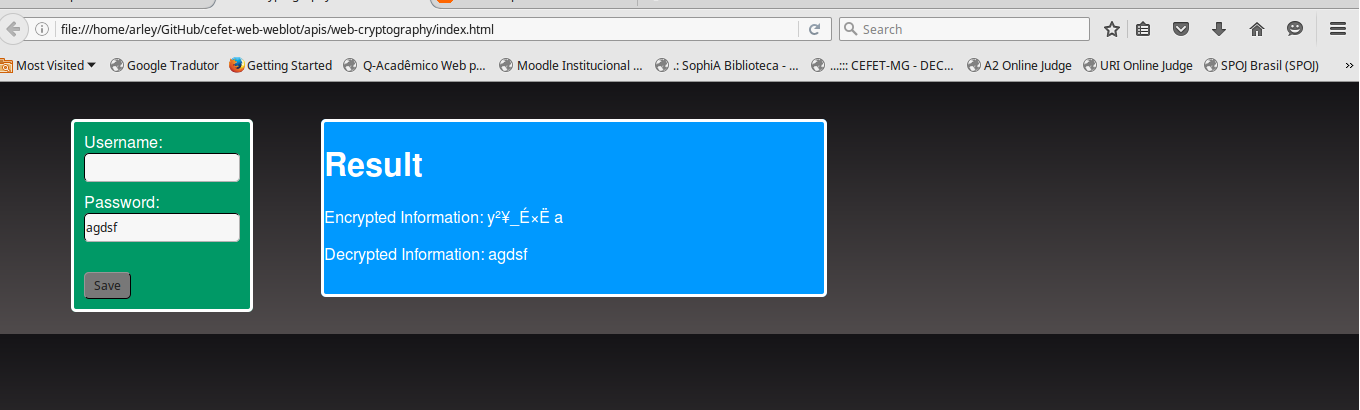 file:///home/arley/GitHub/cefet-web-weblot/apis/web-cryptography/index.html
Search
Most Visited
Google Tradutor
Getting Started
Q-Acadêmico Web p...
Moodle Institucional ...
.: SophiA Biblioteca - ...
...::: CEFET-MG - DEC...
A2 Online Judge
URI Online Judge
SPOJ Brasil (SPOJ)
Username:
Password:
agdsf
Save
Result
Encrypted Information: y²¥_É×Ë a
Decrypted Information: agdsf